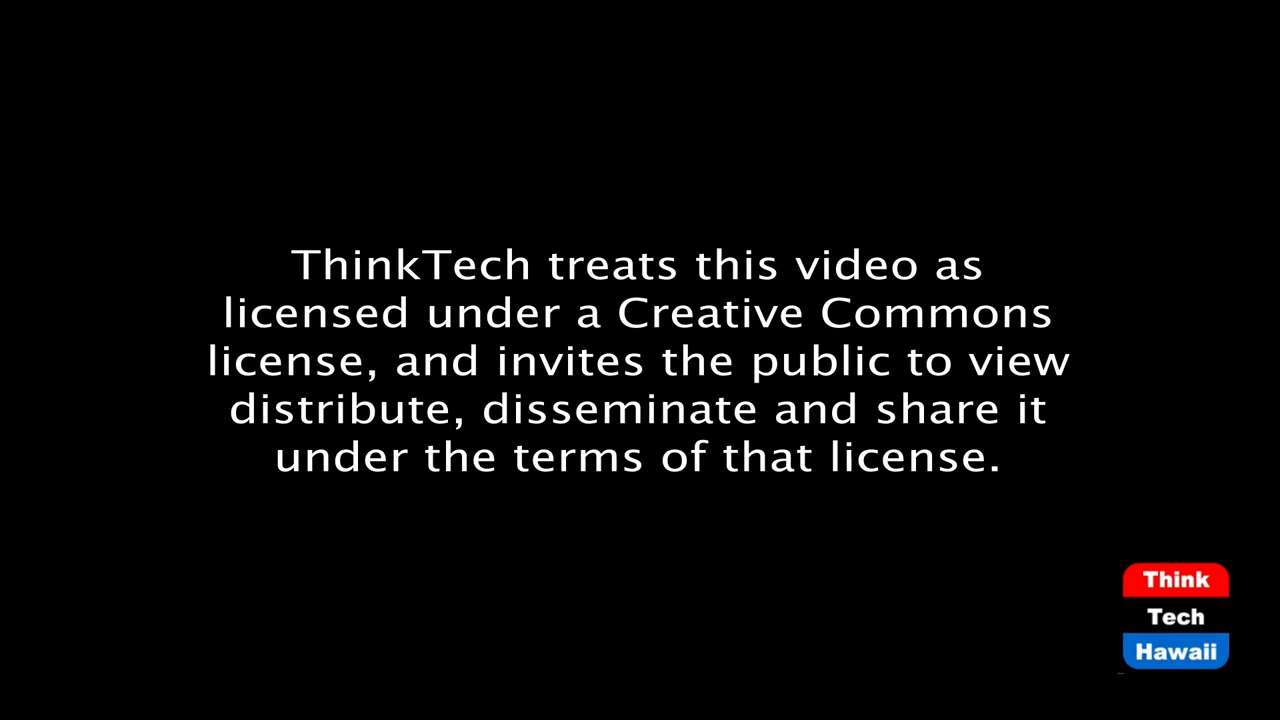 ThinkTech treats this video as
licensed under a Creative Commons
license, and invites the public to view
distribute, disseminate and share it
under the terms of that license.
Think
Tech
Hawaii